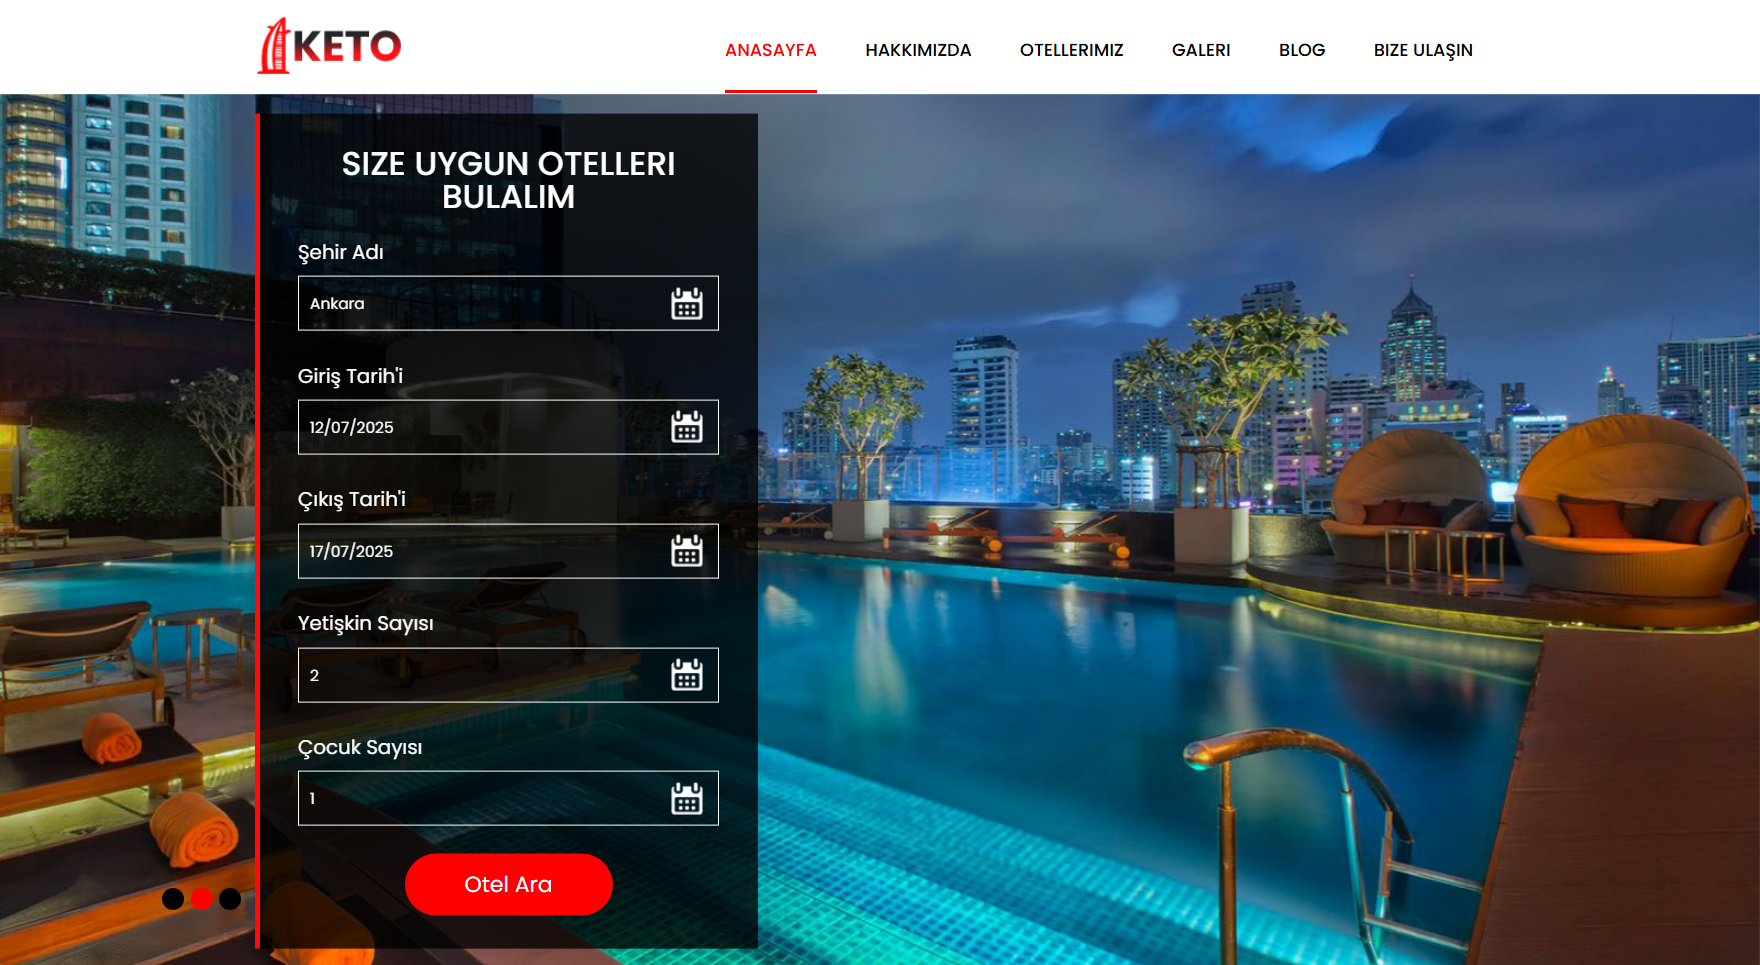 KETO
ANASAYFA HAKKIMIZDA OTELLERIMIZ GALERI BLOG BIZE ULAŞIN
SIZE UYGUN OTELLERI
BULALIM
Şehir Adı
Ankara
Giriş Tarih'i
12/07/2025
Çıkış Tarih'i
17/07/2025
Yetişkin Sayısı
2
Çocuk Sayısı
1
Otel Ara